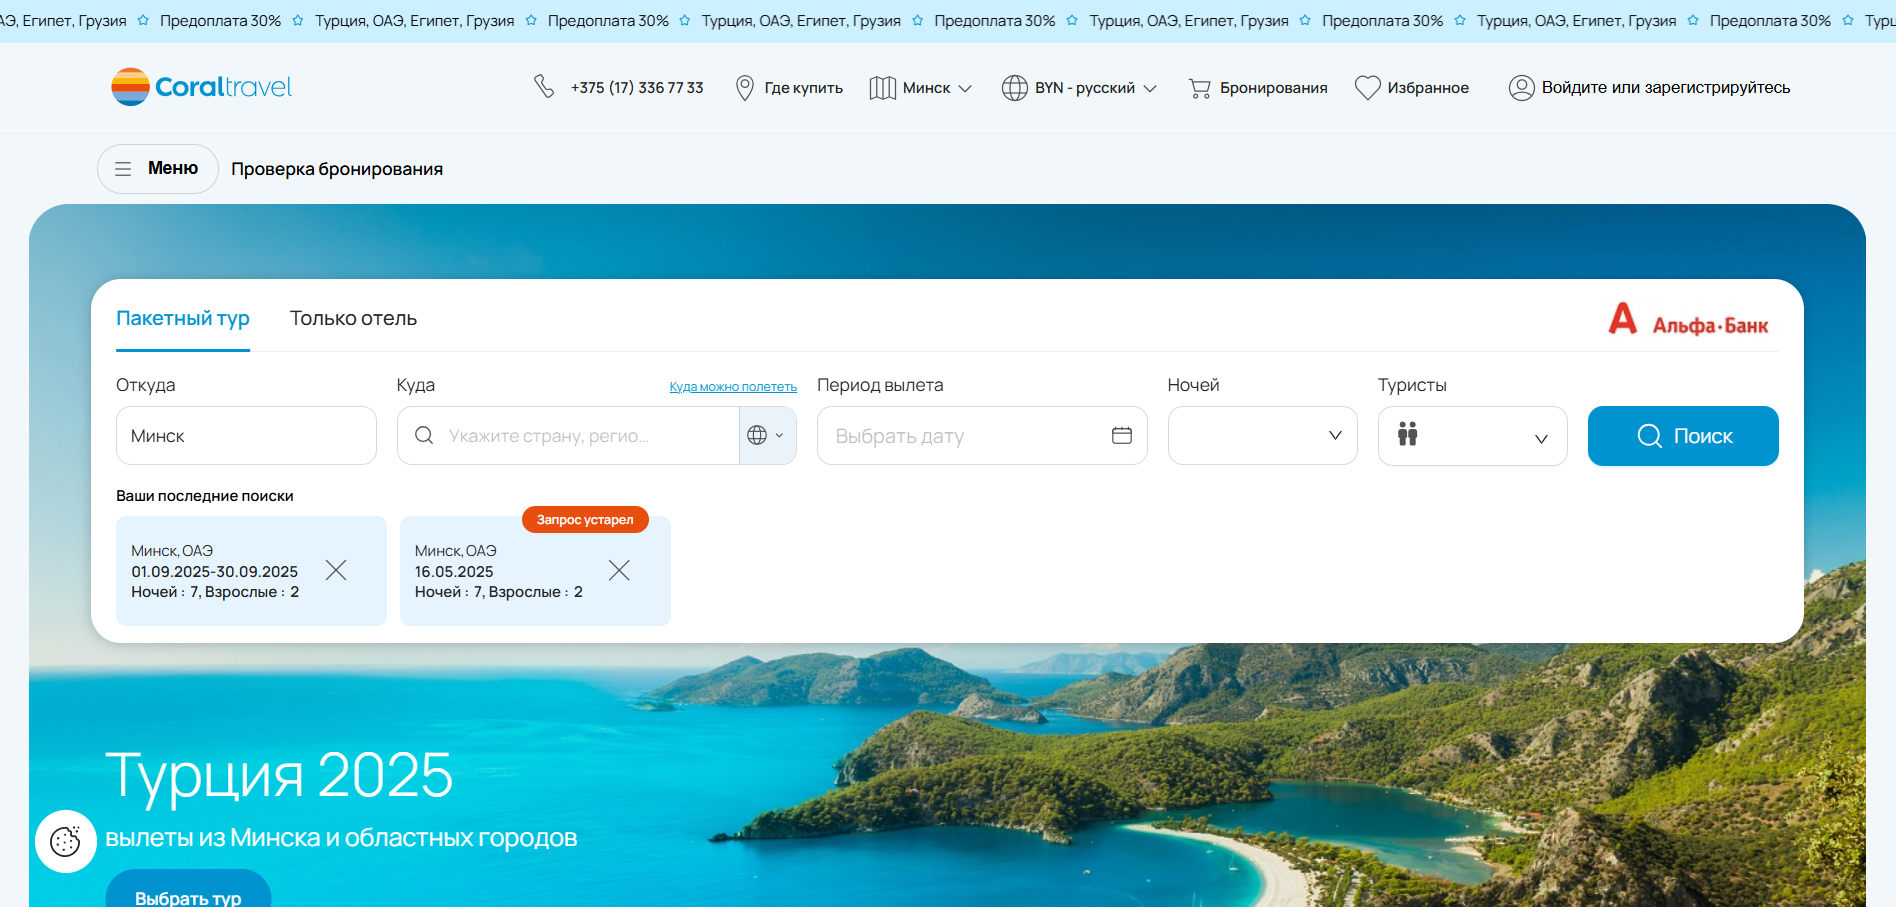 АЭ, Египет, Грузия ☆ Предоплата 30% ☆ Турция, ОАЭ, Египет, Грузия ☆ Предоплата 30% ☆ Турция, ОАЭ, Египет, Грузия ☆ Предоплата 30% ☆ Турция, ОАЭ, Египет, Грузия ☆ Предоплата 30% ☆ Турция, ОАЭ, Египет, Грузия ☆ Предоплата 30% ☆ Турц
Coraltravel +375 (17) 336 77 33 Где купить Минск BYN - русский Бронирования Избранное Войдите или зарегистрируйтесь
Меню Проверка бронирования
Пакетный тур Только отель Альфа·Банк
Откуда Куда Куда можно полететь Период вылета Ночей Туристы
Минск Укажите страну, регио... Выбрать дату Поиск
Ваши последние поиски
Запрос устарел
Минск, ОАЭ
01.09.2025-30.09.2025
Ночей : 7, Взрослые : 2
Минск, ОАЭ
16.05.2025
Ночей : 7, Взрослые : 2
Турция 2025
вылеты из Минска и областных городов
Выбрать тур